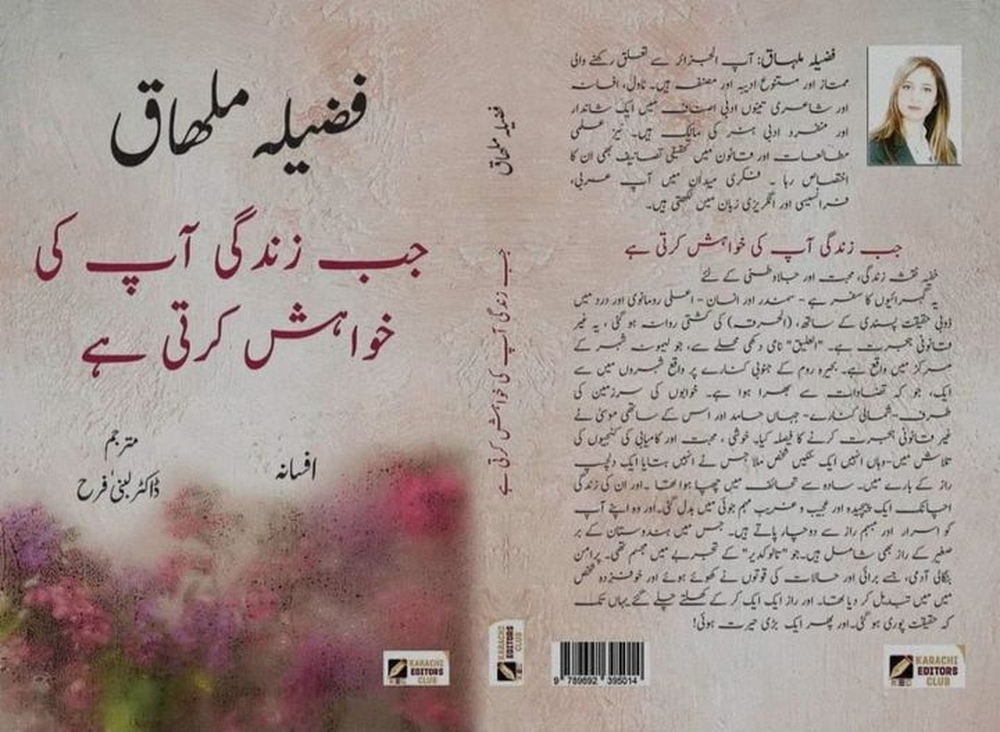 فضیلہ ملھاق
جب زندگی آپ کی
خواہش کرتی ہے
افسانہ
مترجم
ڈاکٹر لبنیٰ فرح
KARACHI
EDITORS
CLUB
فضیلہ ملھاق
جب زندگی آپ کی خواہش کرتی ہے
KARACHI
EDITORS
CLUB
فضیلہ ملہاق: آپ الجزائر سے تعلق رکھنے والی
ممتاز اور متنوع ادیبہ اور مصنفہ ہیں۔ ناول، افسانہ
اور شاعری تینوں ادبی اصناف میں ایک شاندار
اور منفرد ادبی ہنر کی مالک ہیں۔ نیز علمی
مطالعات اور قانون میں تحقیقی تصانیف بھی ان کا
اختصاص رہا ۔ فکری میدان میں آپ عربی،
فرانسیسی اور انگریزی زبان میں لکھتی ہیں۔
جب زندگی آپ کی خواہش کرتی ہے
خفیہ نقشہ زندگی، محبت اور جلاوطنی کے لئے
یہ گہرائیوں کا سفر ہے - سمندر اور انسان - اعلی رومانوی اور درد میں
ڈوبی حقیقت پسندی کے ساتھ، (الحرقہ) کی کشتی روانہ ہو گئی ، یہ غیر
قانونی ہجرت ہے۔ "العلیق" نامی دکھی محلے سے، جو لیمونہ شہر کے
مرکز میں واقع ہے۔ بحیرہ روم کے جنوبی کنارے پر واقع شہروں میں سے
ایک، جو کہ تضادات سے بھرا ہوا ہے۔ خوابوں کی سرزمین کی
طرف-شمالی کنارے- جہاں حامد اور اس کے ساتھی موسیٰ نے
غیر قانونی ہجرت کرنے کا فیصلہ کیا۔ خوشی ، محبت اور کامیابی کی کنجیوں کی
تلاش میں-وہاں انہیں ایک شخص ملا جس نے انہیں بتایا ایک دلچسپ
راز کے بارے میں۔ سادہ سے تحائف میں چھپا ہوا تھا ۔اور ان کی زندگی
اچانک ایک پیچیدہ اور عجیب و غریب مہم جوئی میں بدل گئی۔اور وہ اپنے آپ
کو اسرار اور مبہم راز سے دوچار پاتے ہیں۔ جس میں ہندوستان کے بر
صغیر کے راز بھی شامل ہیں۔جو "تالوکدیر" کے تجربے میں مجسم تھی۔ پرامن
بنگالی آدمی، جسے برائی اور حالات کی قوتوں نے کھوئے ہوئے اور خوفزدہ شخص
میں میں تبدیل کر دیا تھا۔ اور راز ایک ایک کر کے کھلتے چلے گئے یہاں تک
کہ حقیقت پوری ہو گئی۔اور پھر ایک بڑی حیرت ہوئی!
9 789692 395014
KARACHI
EDITORS
CLUB